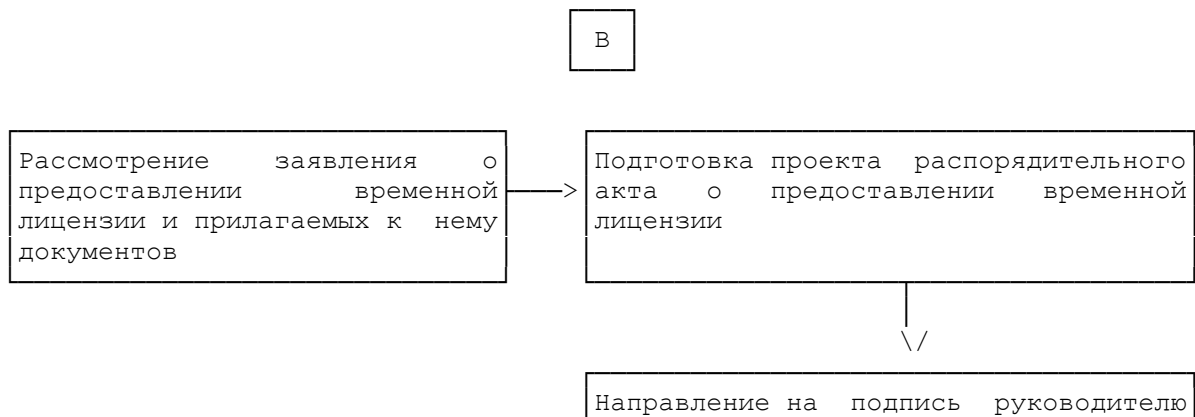 В
Рассмотрение заявления о
предоставлении временной
лицензии и прилагаемых к нему
документов
Подготовка проекта распорядительного
акта о предоставлении временной
лицензии
Направление на подпись руководителю